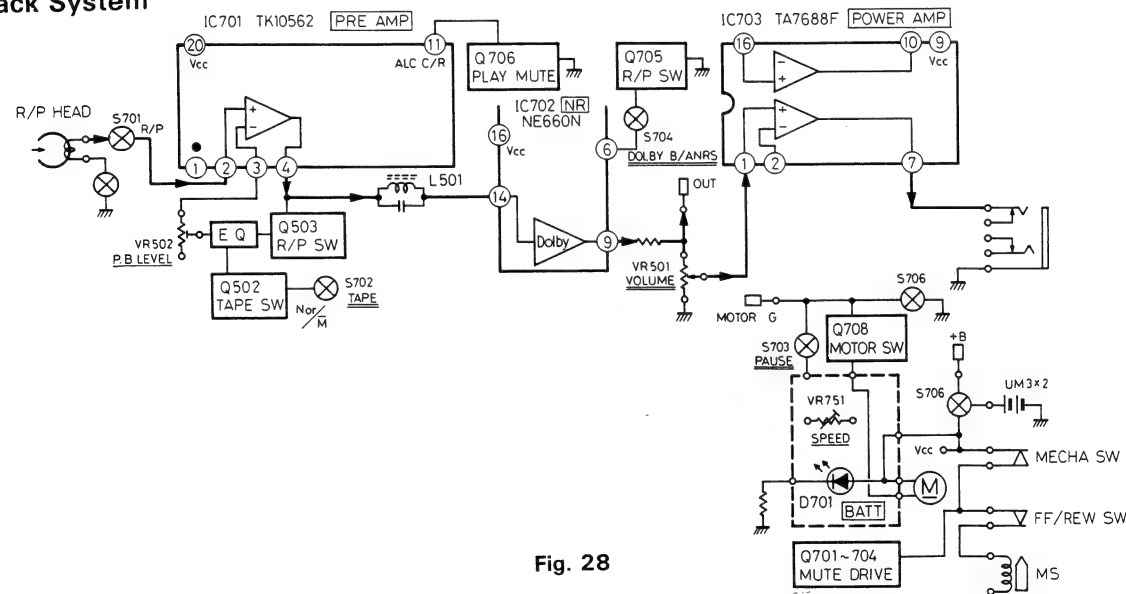 ack System
IC701 TK10562 PRE AMP
20
Vcc
11
ALC C/R
Q706
PLAY MUTE
Q705
R/P SW
IC703 TA7688F POWER AMP
16
10
9
Vcc
R/P HEAD
S701
R/P
+
−
1
2
3
4
L501
IC702 NR
NE660N
16
Vcc
6
S704
DOLBY B/ANRS
−
+
+
−
1
2
7
14
Dolby
9
OUT
VR501
VOLUME
VR502
P.B LEVEL
E Q
Q503
R/P SW
Q502
TAPE SW
S702
TAPE
Nor/M
MOTOR G
S706
Q708
MOTOR SW
S703
PAUSE
+B
S706
UM3×2
VR751
SPEED
Vcc
MECHA SW
D701
BATT
M
FF/REW SW
Q701~704
MUTE DRIVE
MS
Fig. 28